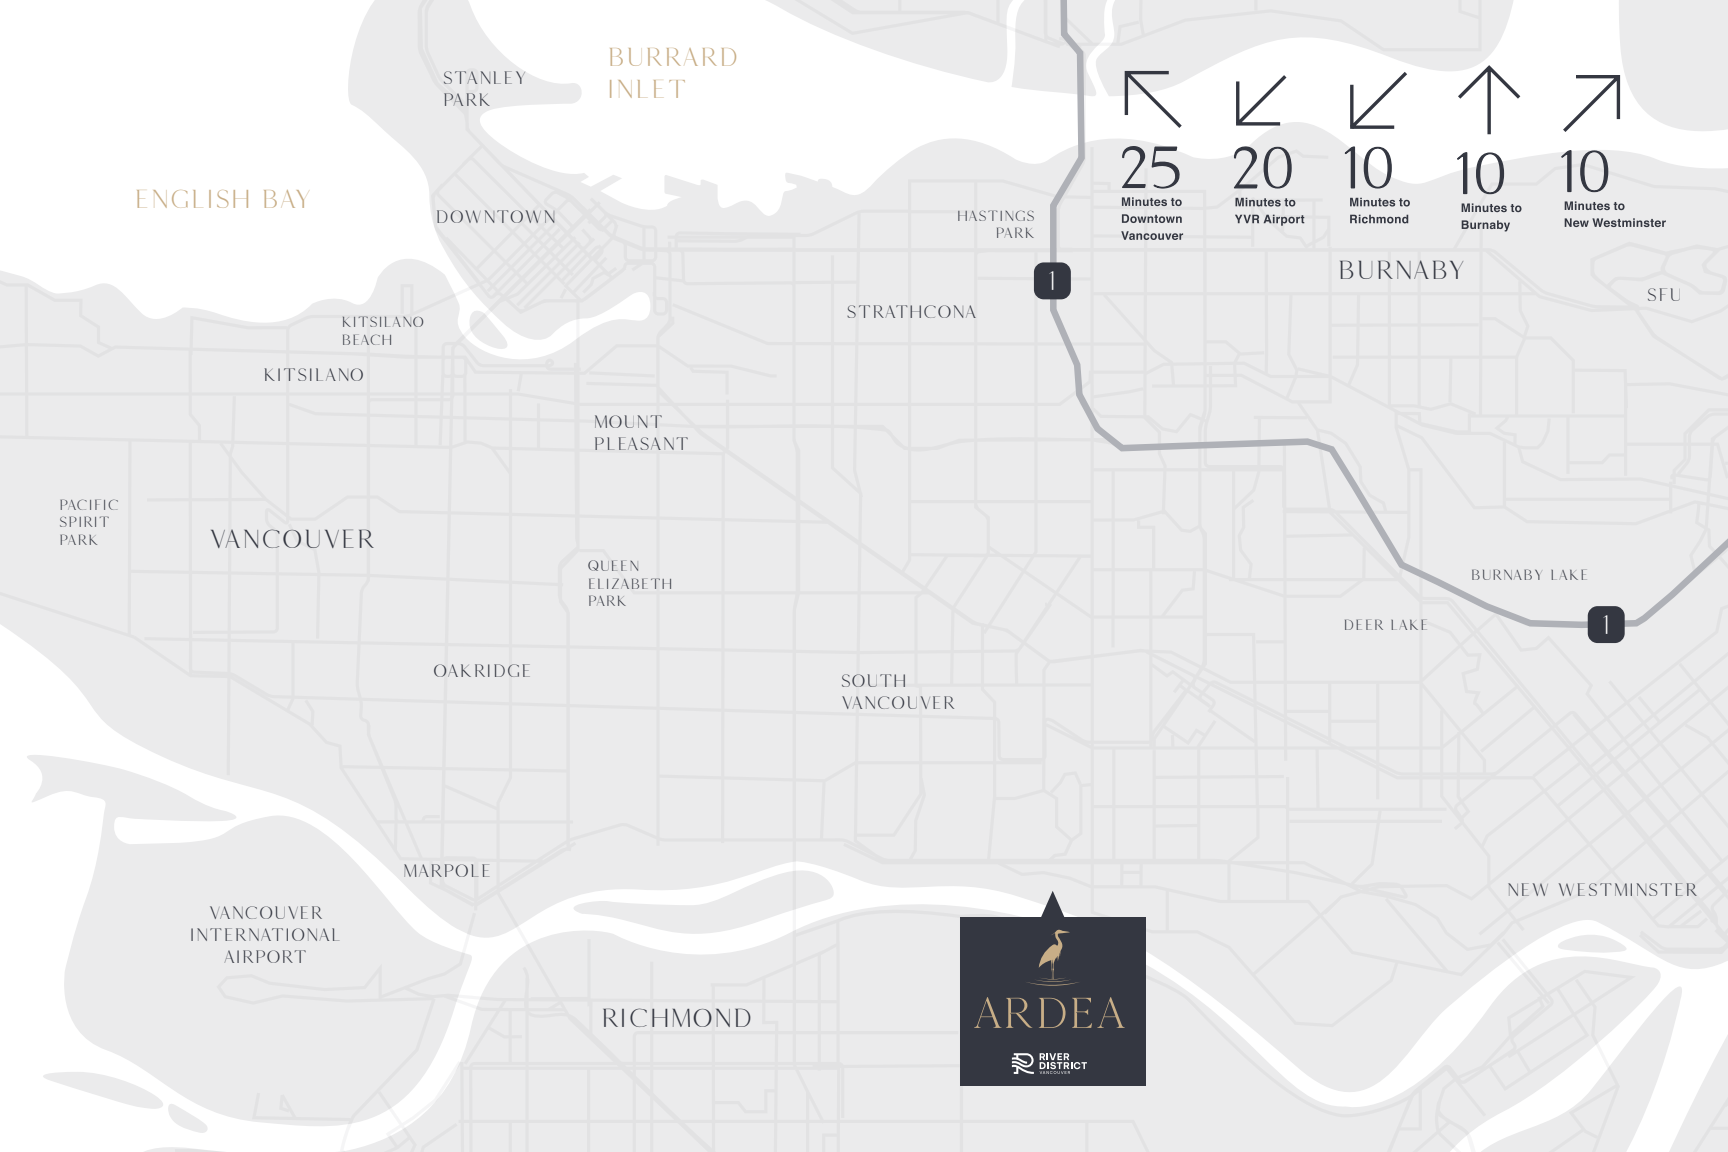 BURRARD
INLET
STANLEY
PARK
ENGLISH BAY
DOWNTOWN
HASTINGS
PARK
25
Minutes to
Downtown
Vancouver
20
Minutes to
YVR Airport
10
Minutes to
Richmond
10
Minutes to
Burnaby
10
Minutes to
New Westminster
BURNABY
SFU
1
STRATHCONA
KITSILANO
BEACH
KITSILANO
MOUNT
PLEASANT
PACIFIC
SPIRIT
PARK
VANCOUVER
QUEEN
ELIZABETH
PARK
BURNABY LAKE
DEER LAKE
1
OAKRIDGE
SOUTH
VANCOUVER
MARPOLE
NEW WESTMINSTER
VANCOUVER
INTERNATIONAL
AIRPORT
RICHMOND
ARDEA
RIVER
DISTRICT
VANCOUVER